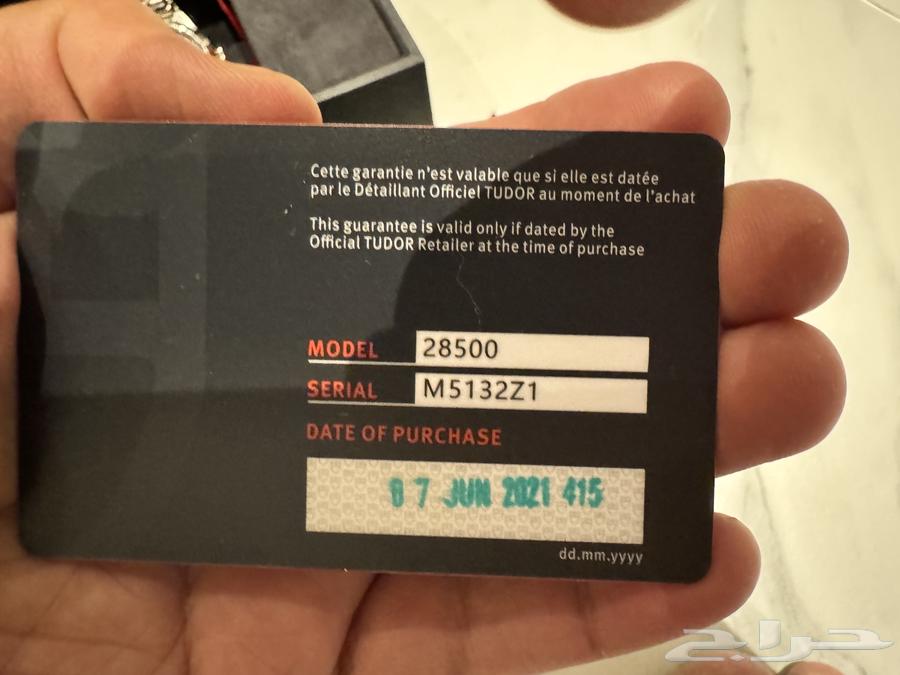 Cette garantie n'est valable que si elle est datée
par le Détaillant Officiel TUDOR au moment de l'achat
This guarantee is valid only if dated by the
Official TUDOR Retailer at the time of purchase
MODEL 28500
SERIAL M5132Z1
DATE OF PURCHASE
07 JUN 2021 415
dd.mm.yyyy
حراج